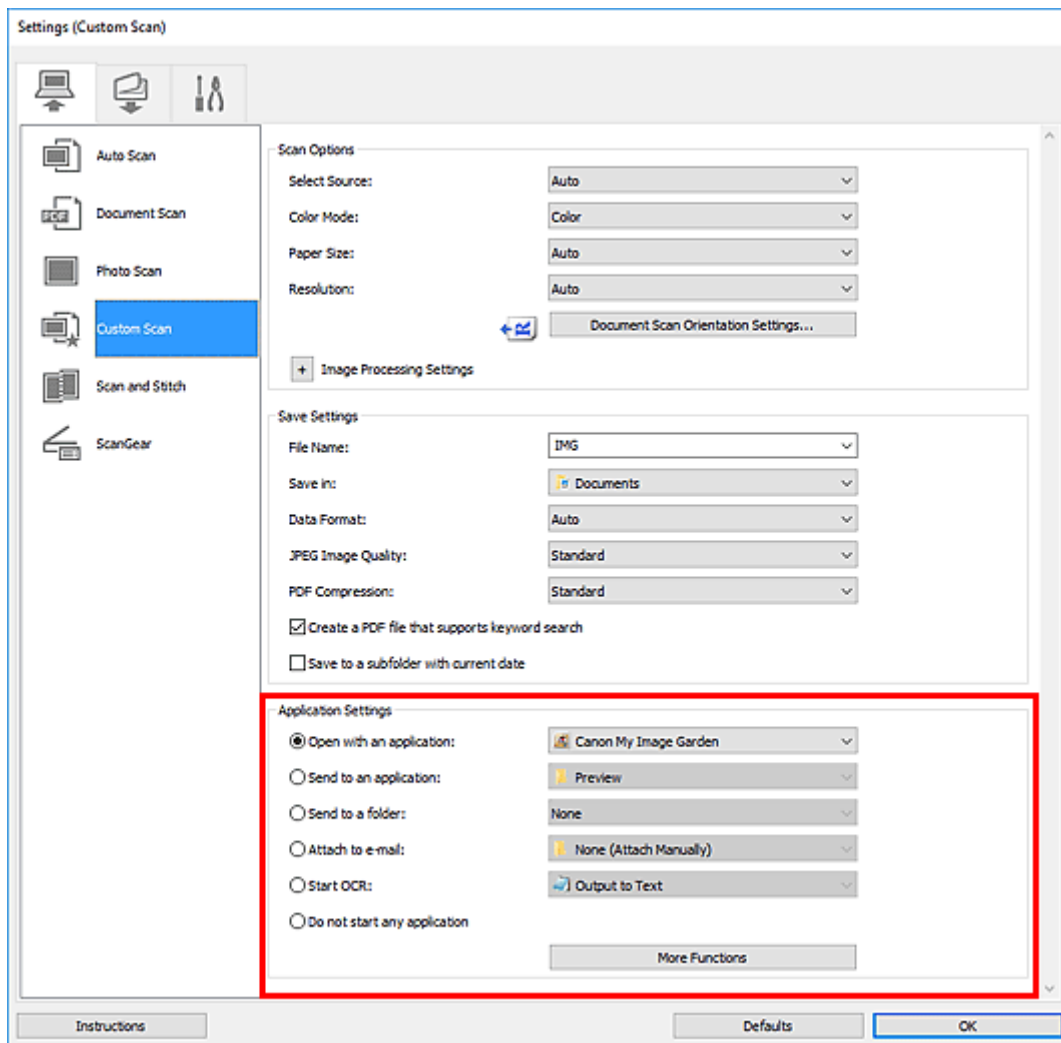 Settings (Custom Scan)
Auto Scan
Document Scan
Photo Scan
Custom Scan
Scan and Stitch
ScanGear
Scan Options
Select Source: Auto
Color Mode: Color
Paper Size: Auto
Resolution: Auto
R Document Scan Orientation Settings...
+ Image Processing Settings
Save Settings
File Name: IMG
Save in: Documents
Data Format: Auto
JPEG Image Quality: Standard
PDF Compression: Standard
Create a PDF file that supports keyword search
Save to a subfolder with current date
Application Settings
Open with an application: Canon My Image Garden
Send to an application: Preview
Send to a folder: None
Attach to e-mail: None (Attach Manually)
Start OCR: Output to Text
Do not start any application
More Functions
Instructions Defaults OK